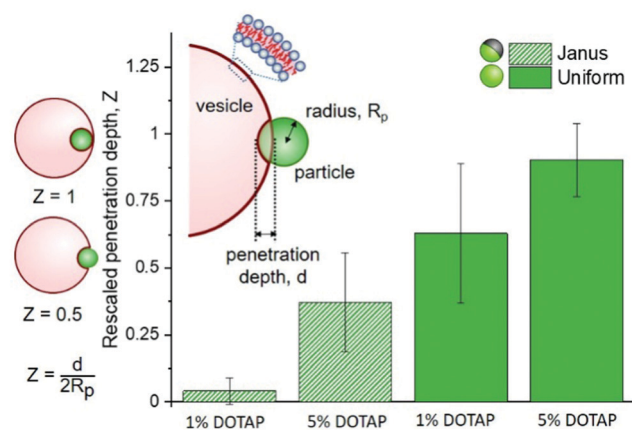 Janus
Uniform
1.25
1
0.75
0.5
0.25
0
Rescaled penetration depth, Z
vesicle
radius, Rp
particle
penetration
depth, d
Z = 1
Z = 0.5
Z = d
2Rp
1% DOTAP
5% DOTAP
1% DOTAP
5% DOTAP